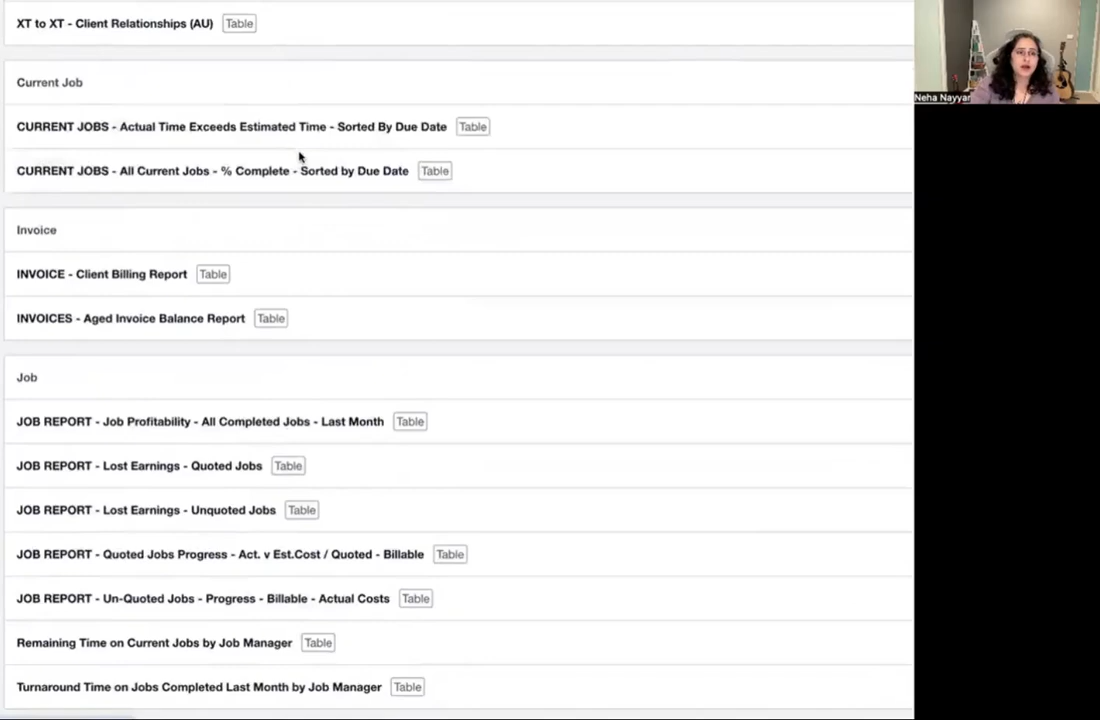 XT to XT - Client Relationships (AU) Table
Current Job
CURRENT JOBS - Actual Time Exceeds Estimated Time - Sorted By Due Date Table
CURRENT JOBS - All Current Jobs - % Complete - Sorted by Due Date Table
Invoice
INVOICE - Client Billing Report Table
INVOICES - Aged Invoice Balance Report Table
Job
JOB REPORT - Job Profitability - All Completed Jobs - Last Month Table
JOB REPORT - Lost Earnings - Quoted Jobs Table
JOB REPORT - Lost Earnings - Unquoted Jobs Table
JOB REPORT - Quoted Jobs Progress - Act. v Est.Cost / Quoted - Billable Table
JOB REPORT - Un-Quoted Jobs - Progress - Billable - Actual Costs Table
Remaining Time on Current Jobs by Job Manager Table
Turnaround Time on Jobs Completed Last Month by Job Manager Table
Neha Nayyar